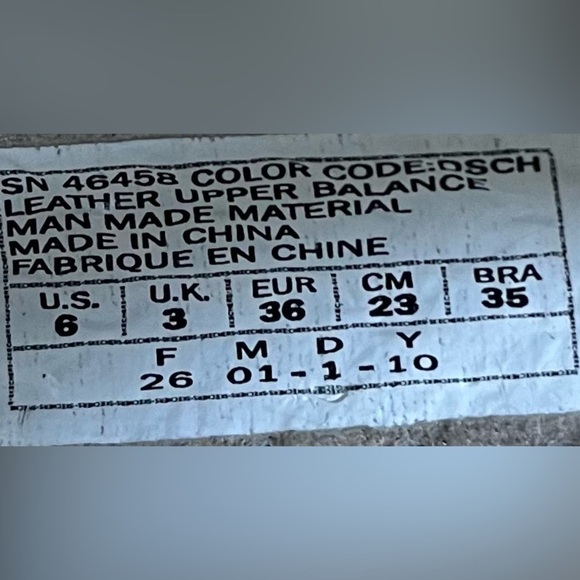 SN 46458 COLOR CODE:DSCH
LEATHER UPPER BALANCE
MAN MADE MATERIAL
MADE IN CHINA
FABRIQUE EN CHINE
U.S. U.K. EUR CM BRA
6 3 36 23 35
F M D Y
26 01-1-10